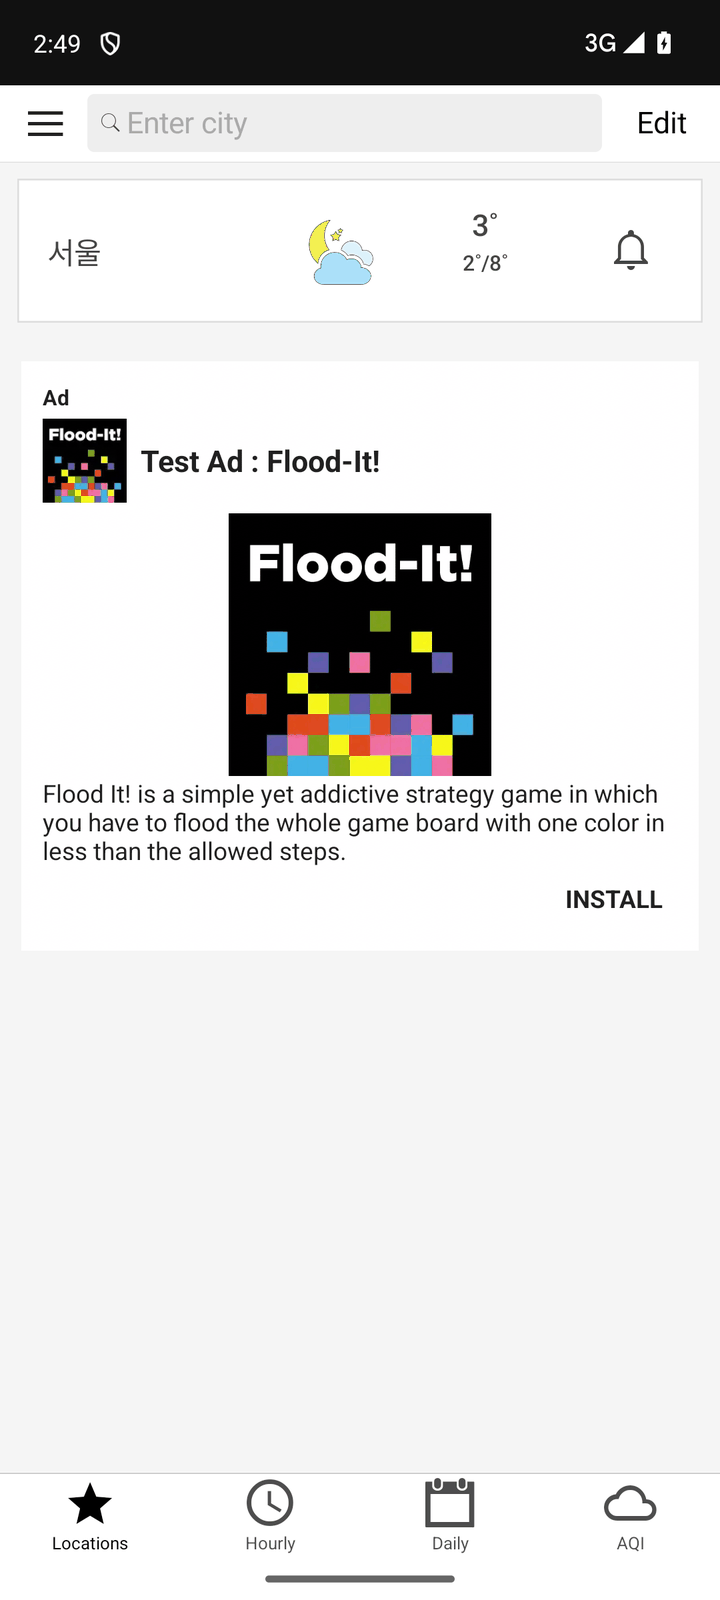 2:49
3G
Enter city
Edit
서울
3°
2°/8°
Ad
Flood-It!
Test Ad : Flood-It!
Flood-It!
Flood It! is a simple yet addictive strategy game in which
you have to flood the whole game board with one color in
less than the allowed steps.
INSTALL
Locations
Hourly
Daily
AQI